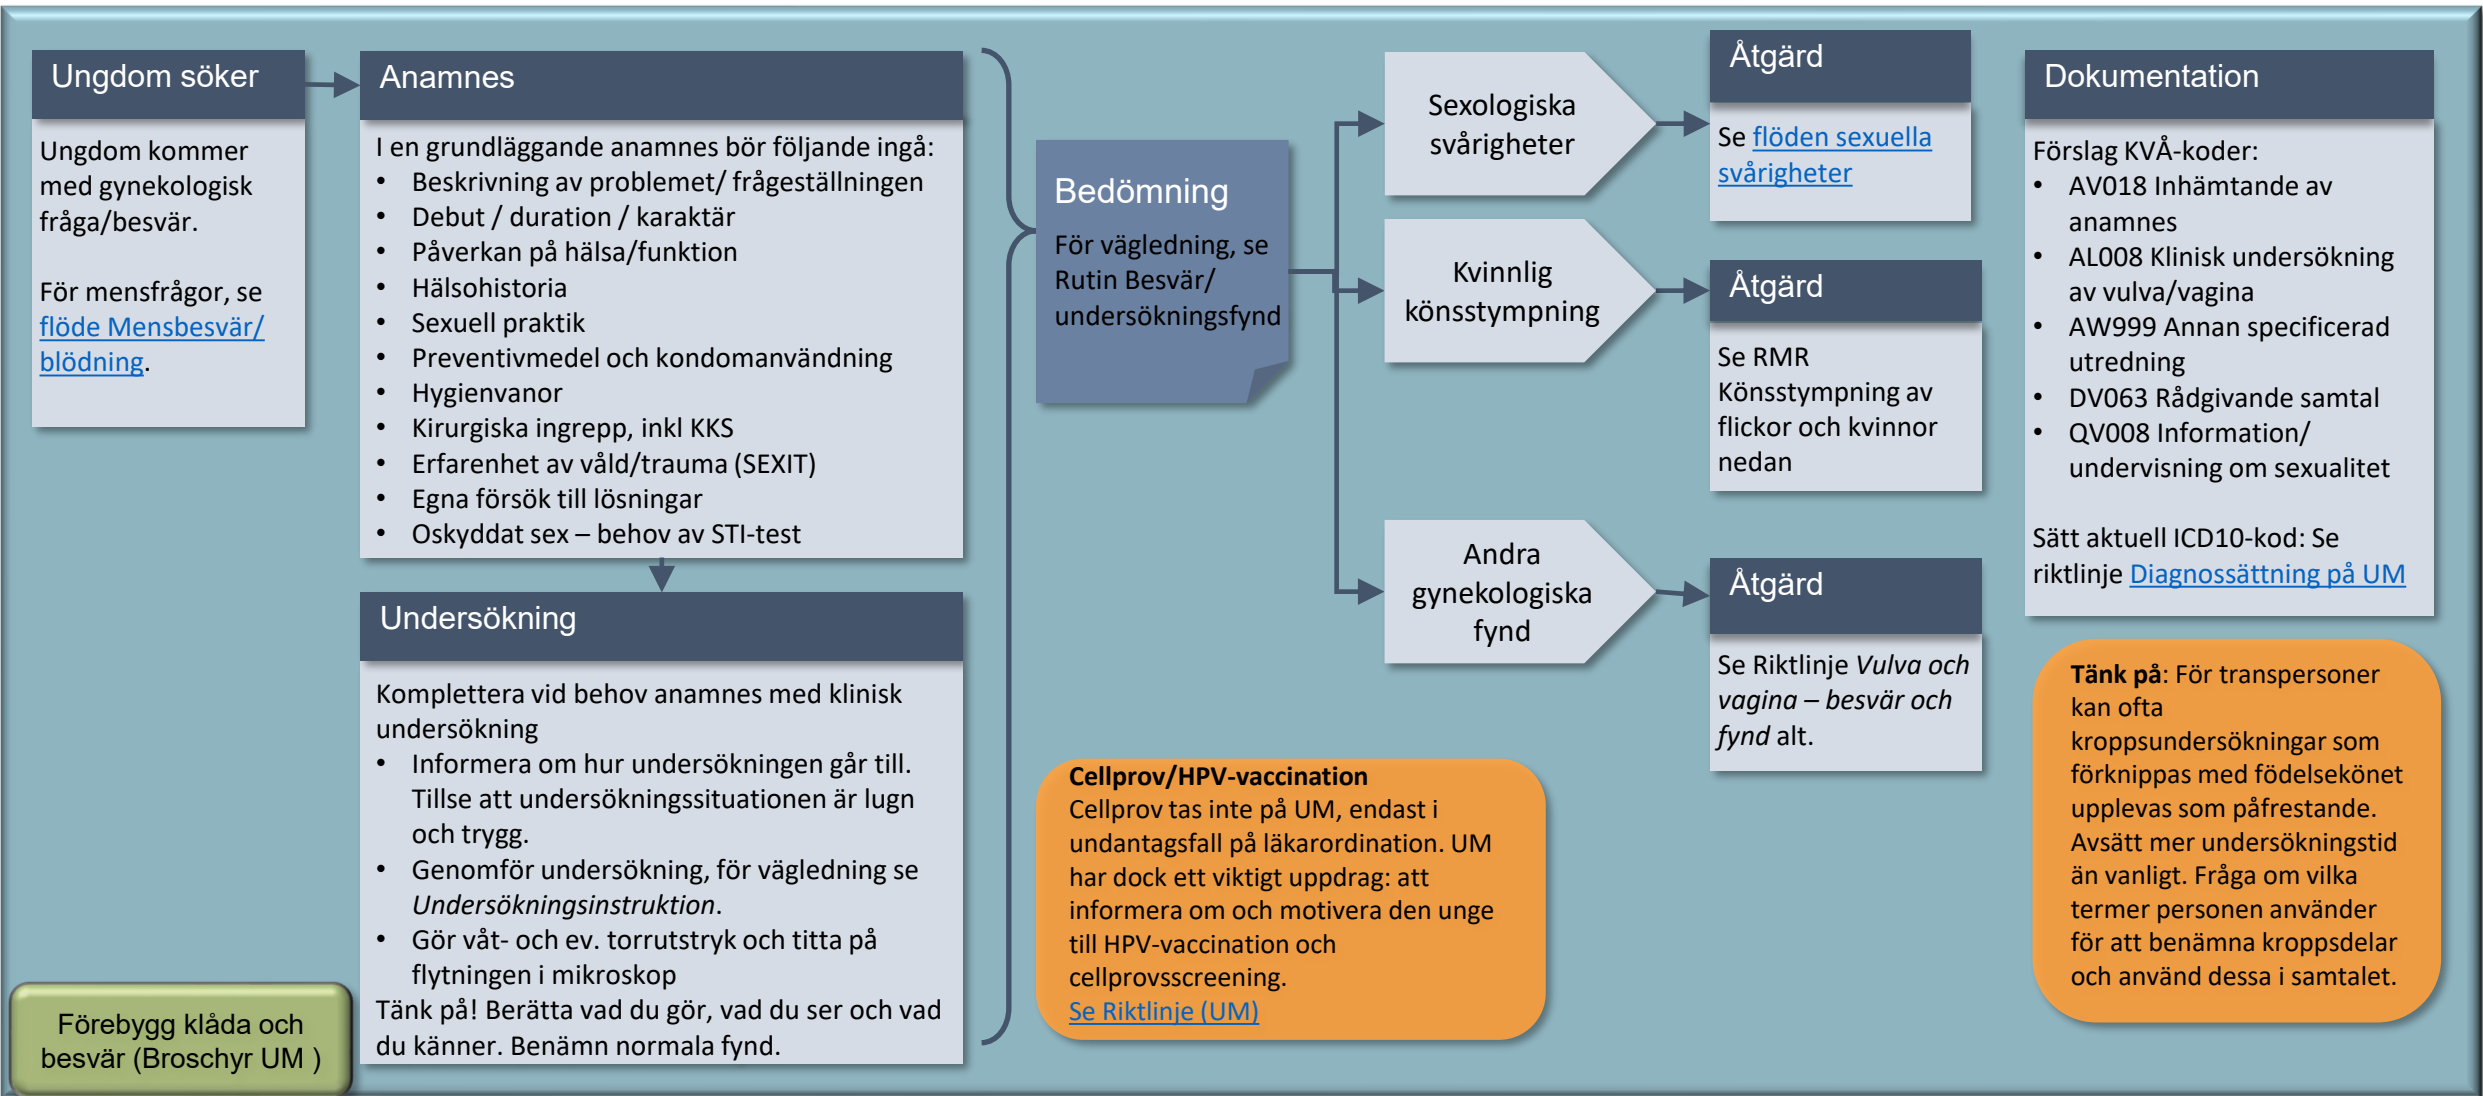 Ungdom söker
Ungdom kommer
med gynekologisk
fråga/besvär.
För mensfrågor, se
flöde Mensbesvär/
blödning.
Anamnes
I en grundläggande anamnes bör följande ingå:
• Beskrivning av problemet/ frågeställningen
• Debut / duration / karaktär
• Påverkan på hälsa/funktion
• Hälsohistoria
• Sexuell praktik
• Preventivmedel och kondomanvändning
• Hygienvanor
• Kirurgiska ingrepp, inkl KKS
• Erfarenhet av våld/trauma (SEXIT)
• Egna försök till lösningar
• Oskyddat sex – behov av STI-test
Undersökning
Komplettera vid behov anamnes med klinisk
undersökning
• Informera om hur undersökningen går till.
Tillse att undersökningssituationen är lugn
och trygg.
• Genomför undersökning, för vägledning se
Undersökningsinstruktion.
• Gör våt- och ev. torrutstryk och titta på
flytningen i mikroskop
Tänk på! Berätta vad du gör, vad du ser och vad
du känner. Benämn normala fynd.
Förebygg klåda och
besvär (Broschyr UM )
Bedömning
För vägledning, se
Rutin Besvär/
undersökningsfynd
Sexologiska
svårigheter
Kvinnlig
könsstympning
Andra
gynekologiska
fynd
Åtgärd
Se flöden sexuella
svårigheter
Åtgärd
Se RMR
Könsstympning av
flickor och kvinnor
nedan
Åtgärd
Se Riktlinje Vulva och
vagina – besvär och
fynd alt.
Cellprov/HPV-vaccination
Cellprov tas inte på UM, endast i
undantagsfall på läkarordination. UM
har dock ett viktigt uppdrag: att
informera om och motivera den unge
till HPV-vaccination och
cellprovsscreening.
Se Riktlinje (UM)
Dokumentation
Förslag KVÅ-koder:
• AV018 Inhämtande av
anamnes
• AL008 Klinisk undersökning
av vulva/vagina
• AW999 Annan specificerad
utredning
• DV063 Rådgivande samtal
• QV008 Information/
undervisning om sexualitet
Sätt aktuell ICD10-kod: Se
riktlinje Diagnossättning på UM
Tänk på: För transpersoner
kan ofta
kroppsundersökningar som
förknippas med födelsekönet
upplevas som påfrestande.
Avsätt mer undersökningstid
än vanligt. Fråga om vilka
termer personen använder
för att benämna kroppsdelar
och använd dessa i samtalet.